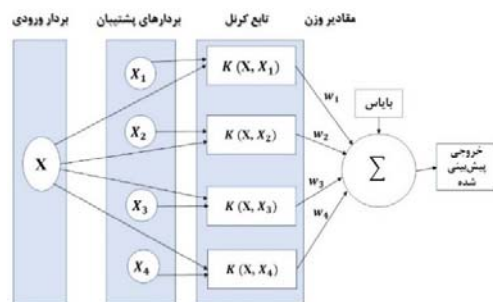 بردار ورودی
بردارهای پشتیبان
تابع کرنل
مقادیر وزن
X
X₁
X₂
X₃
X₄
K (X, X₁)
K (X, X₂)
K (X, X₃)
K (X, X₄)
w₁
w₂
w₃
w₄
بایاس
Σ
خروجی
پیش‌بینی
شده